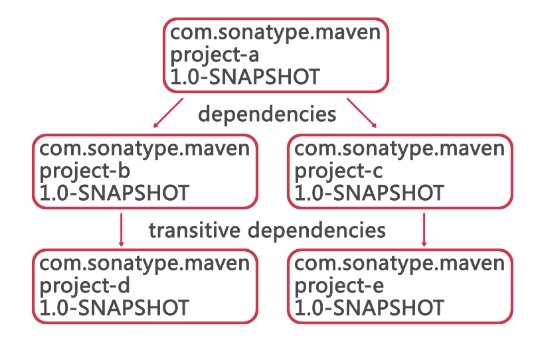 com.sonatype.maven
project-a
1.0-SNAPSHOT
dependencies
com.sonatype.maven
project-b
1.0-SNAPSHOT
com.sonatype.maven
project-c
1.0-SNAPSHOT
transitive dependencies
com.sonatype.maven
project-d
1.0-SNAPSHOT
com.sonatype.maven
project-e
1.0-SNAPSHOT